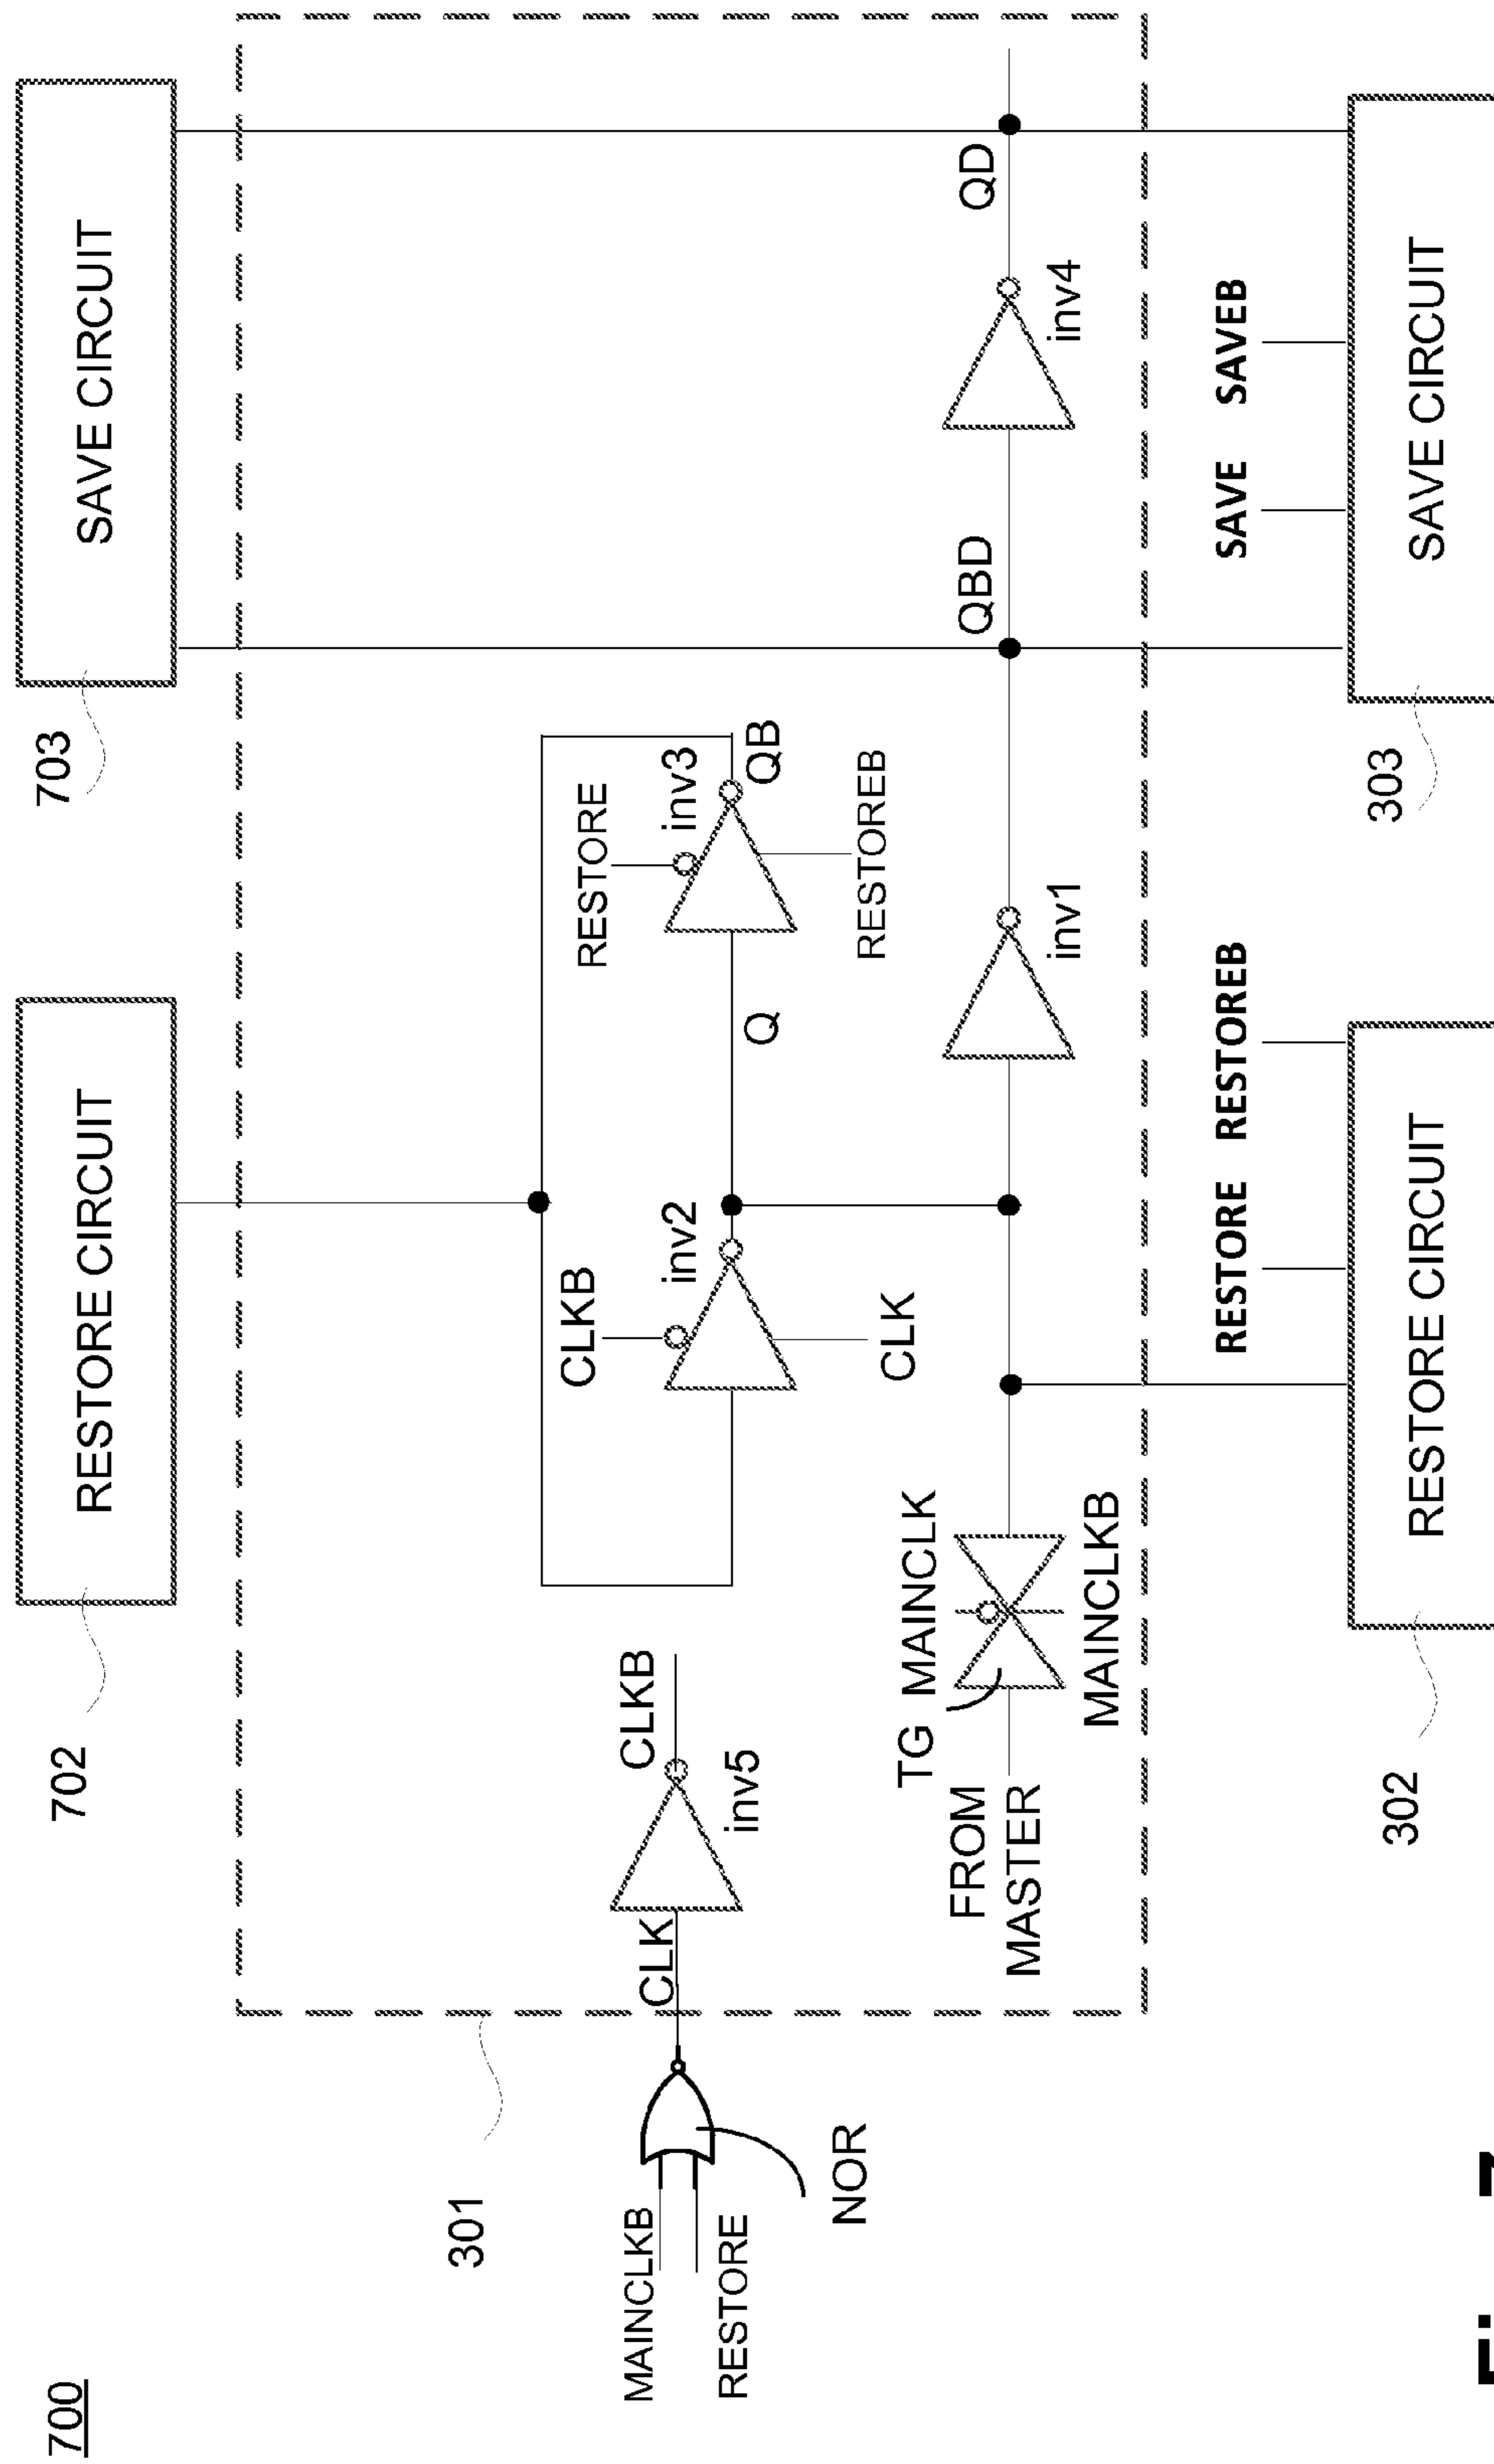 700
702
RESTORE CIRCUIT
703
SAVE CIRCUIT
301
MAINCLKB
RESTORE
NOR
CLK
inv5
CLKB
CLKB
inv2
CLK
Q
RESTORE
inv3
QB
RESTOREB
FROM
MASTER
TG
MAINCLK
MAINCLKB
inv1
QBD
inv4
QD
RESTORE
RESTOREB
SAVE
SAVEB
302
RESTORE CIRCUIT
303
SAVE CIRCUIT